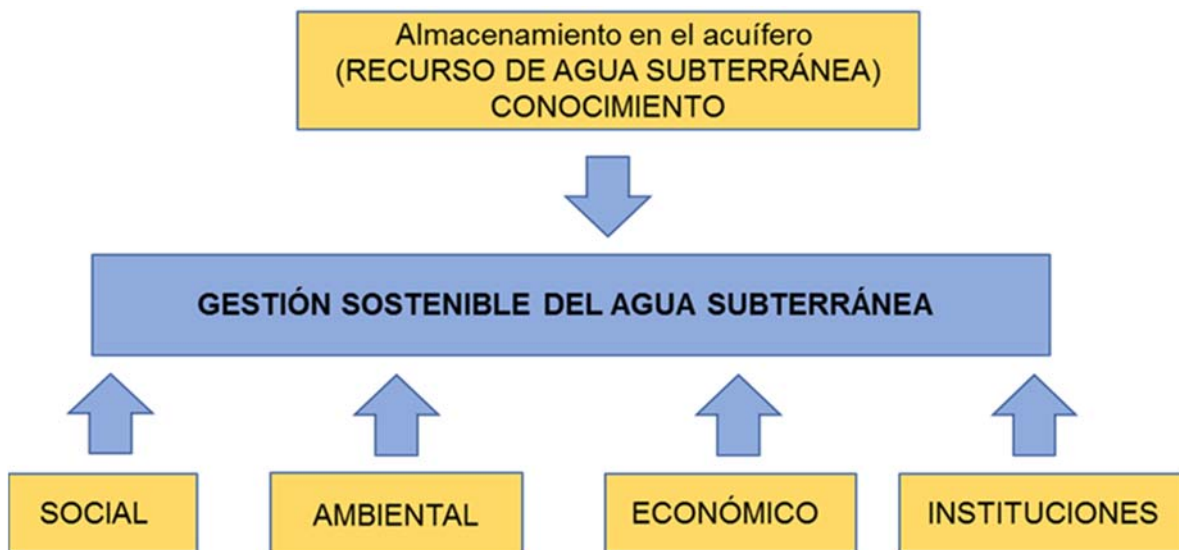 Almacenamiento en el acuífero
(RECURSO DE AGUA SUBTERRÁNEA)
CONOCIMIENTO
GESTIÓN SOSTENIBLE DEL AGUA SUBTERRÁNEA
SOCIAL
AMBIENTAL
ECONÓMICO
INSTITUCIONES